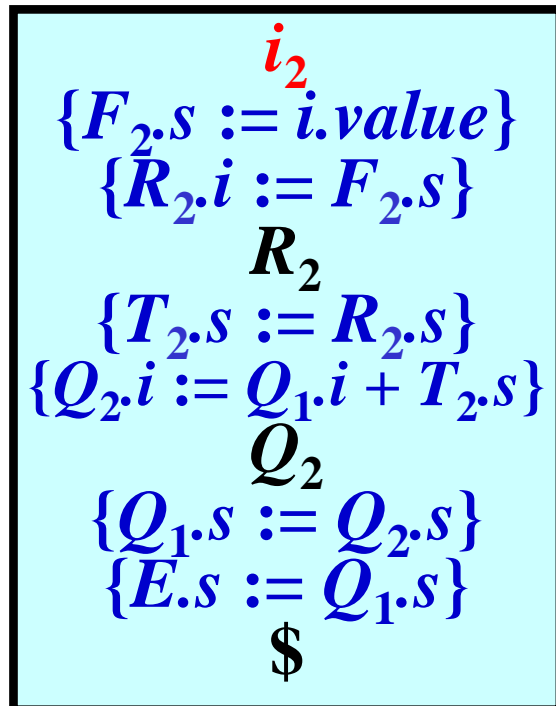 i₂
{F₂.s := i.value}
{R₂.i := F₂.s}
R₂
{T₂.s := R₂.s}
{Q₂.i := Q₁.i + T₂.s}
Q₂
{Q₁.s := Q₂.s}
{E.s := Q₁.s}
$